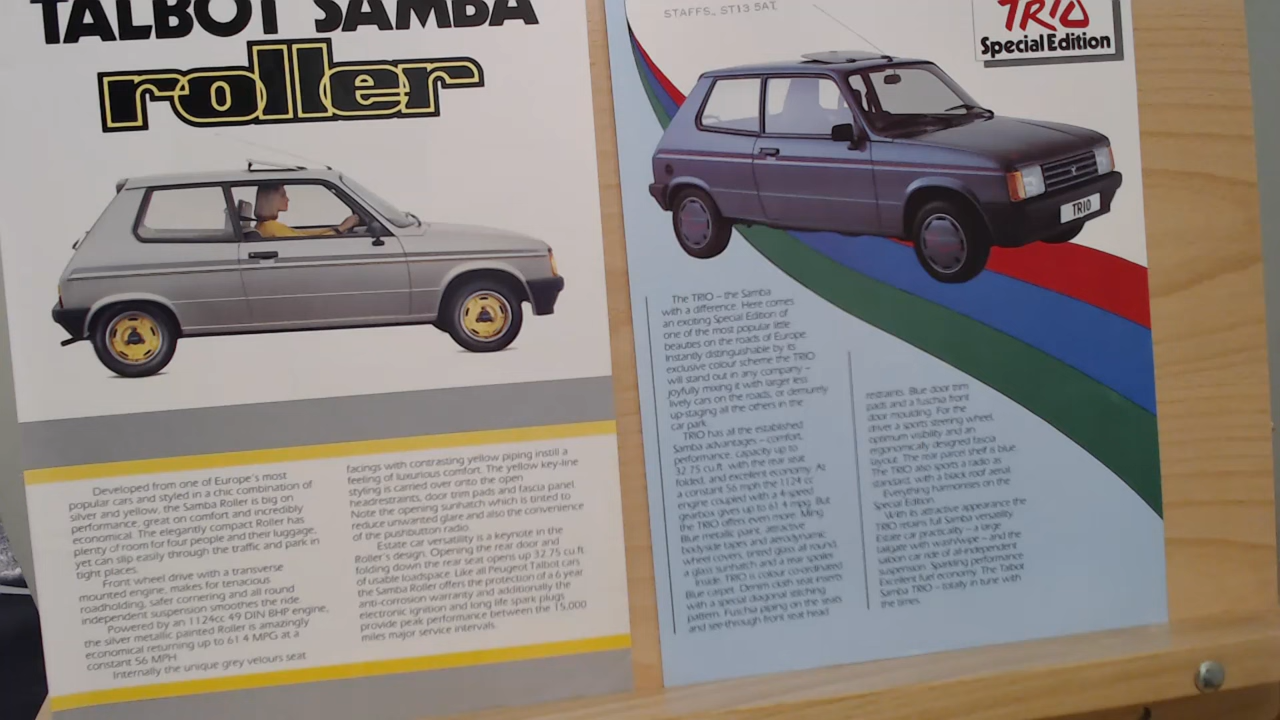 TALBOT SAMBA
roller
Developed from one of Europe's most
popular cars and styled in a chic combination of
silver and yellow, the Samba Roller is big on
performance, great on comfort and incredibly
economical. The elegantly compact Roller has
plenty of room for four people and their luggage,
yet can slip easily through the traffic and park in
tight places.
Front wheel drive with a transverse
mounted engine, makes for tenacious
roadholding, safer cornering and all round
independent suspension smoothes the ride.
Powered by an 1124cc 49 DIN BHP engine,
the silver metallic painted Roller is amazingly
economical returning up to 61.4 MPG at a
constant 56 MPH.
Internally the unique grey velours seat
facings with contrasting yellow piping instill a
feeling of luxurious comfort. The yellow key-line
styling is carried over onto the open
headrestraints, door trim pads and fascia panel.
Note the opening sunhatch which is tinted to
reduce unwanted glare and also the convenience
of the pushbutton radio.
Estate car versatility is a keynote in the
Roller's design. Opening the rear door and
folding down the rear seat opens up 32.75 cu.ft.
of usable loadspace. Like all Peugeot Talbot cars
the Samba Roller offers the protection of a 6 year
anti-corrosion warranty and additionally the
electronic ignition and long life spark plugs
provide peak performance between the 15,000
miles major service intervals.
STAFFS. ST13 5AT.
TRIO
Special Edition
TRIO
The TRIO – the Samba
with a difference. Here comes
an exciting Special Edition of
one of the most popular little
beauties on the roads of Europe.
Instantly distinguishable by its
exclusive colour scheme the TRIO
will stand out in any company –
joyfully mixing it with larger less
lively cars on the roads, or demurely
up-staging all the others in the
car park.
TRIO has all the established
Samba advantages – comfort,
performance, capacity up to
32.75 cu.ft. with the rear seat
folded, and excellent economy. At
a constant 56 mph the 1124 cc
engine coupled with a 4-speed
gearbox gives up to 61.4 mpg. But
the TRIO offers even more. Ming
Blue metallic paint, attractive
bodyside tapes and aerodynamic
wheel covers, tinted glass all round,
a glass sunhatch and a rear spoiler.
Inside, TRIO is colour co-ordinated
Blue carpet. Denim cloth seat inserts
with a special diagonal stitching
pattern. Fuschia piping on the seats
and see-through front seat head
restraints. Blue door trim
pads and a fuschia front
door moulding. For the
driver a sports steering wheel,
optimum visibility and an
ergonomically designed fascia
layout. The rear parcel shelf is blue.
The TRIO also sports a radio as
standard, with a black roof aerial.
Everything harmonises on the
Special Edition.
With its attractive appearance the
TRIO retains full Samba versatility.
Estate car practicality – a large
tailgate with wash/wipe – and the
saloon car ride of all-independent
suspension. Sparkling performance.
Excellent fuel economy. The Talbot
Samba TRIO – totally in tune with
the times.